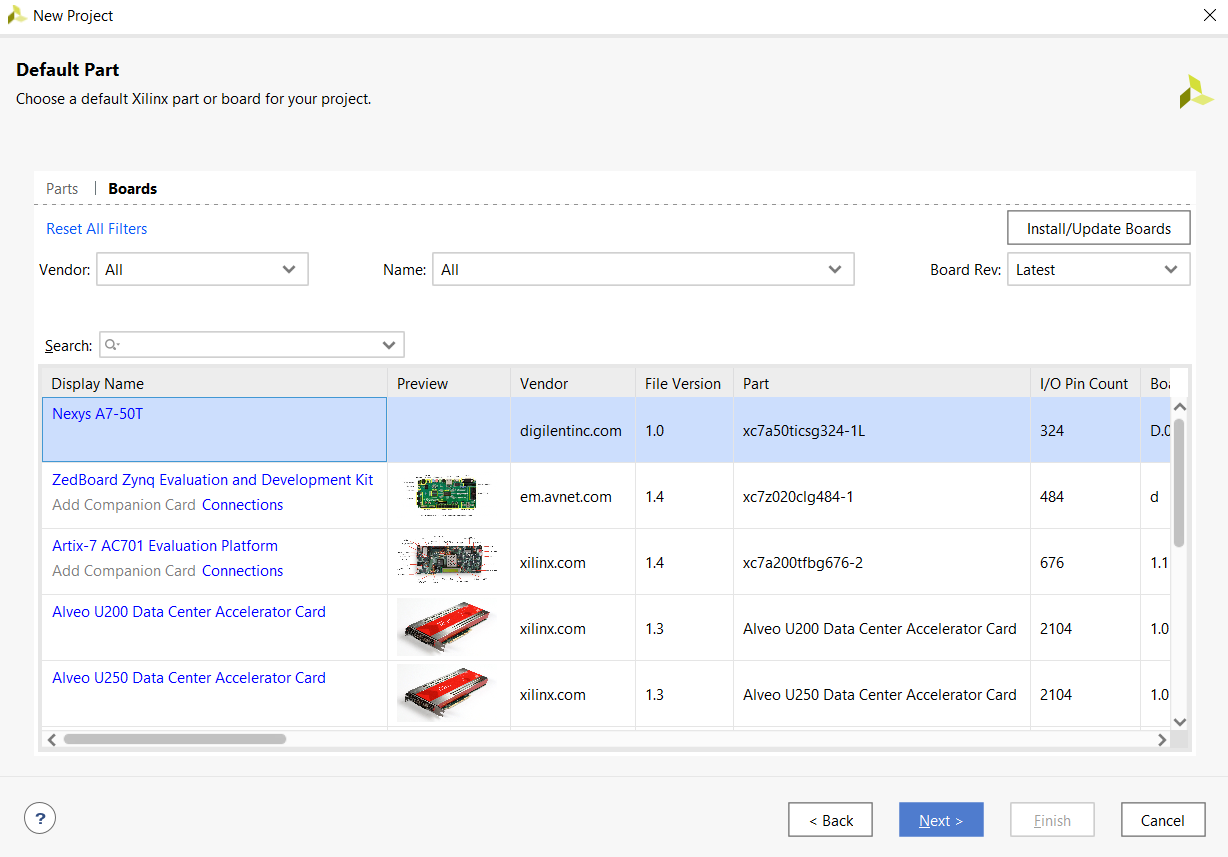 New Project
Default Part
Choose a default Xilinx part or board for your project.
Parts | Boards
Reset All Filters
Install/Update Boards
Vendor: All
Name: All
Board Rev: Latest
Search:
Display Name Preview Vendor File Version Part I/O Pin Count
Nexys A7-50T
digilentinc.com 1.0 xc7a50ticsg324-1L 324 D.0
ZedBoard Zynq Evaluation and Development Kit
Add Companion Card Connections
em.avnet.com 1.4 xc7z020clg484-1 484 d
Artix-7 AC701 Evaluation Platform
Add Companion Card Connections
xilinx.com 1.4 xc7a200tfbg676-2 676 1.1
Alveo U200 Data Center Accelerator Card
xilinx.com 1.3 Alveo U200 Data Center Accelerator Card 2104 1.0
Alveo U250 Data Center Accelerator Card
xilinx.com 1.3 Alveo U250 Data Center Accelerator Card 2104 1.0
?
< Back
Next >
Finish
Cancel